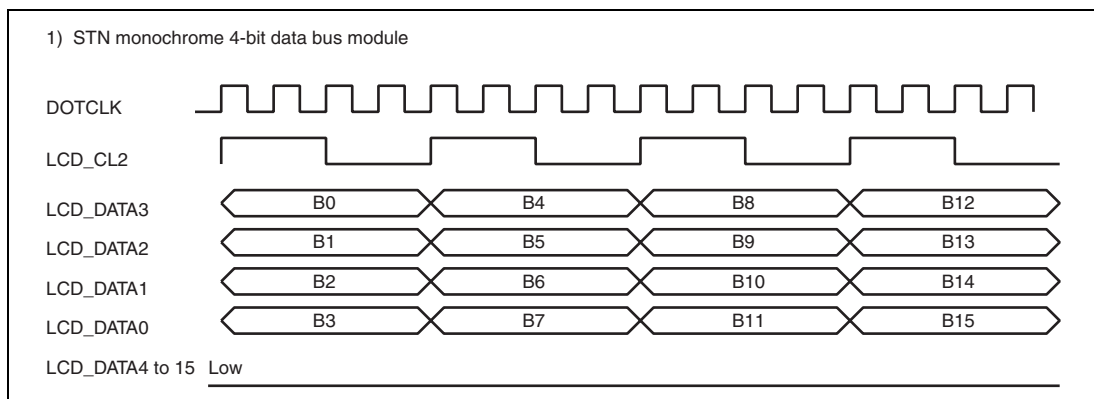 1) STN monochrome 4-bit data bus module
DOTCLK
LCD_CL2
LCD_DATA3 B0 B4 B8 B12
LCD_DATA2 B1 B5 B9 B13
LCD_DATA1 B2 B6 B10 B14
LCD_DATA0 B3 B7 B11 B15
LCD_DATA4 to 15 Low